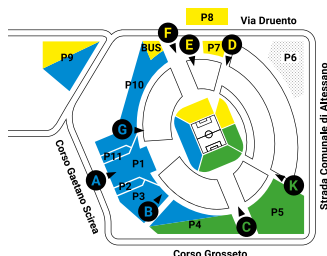 P8
Via Druento
F
BUS
E
P7
D
P9
P6
P10
G
P11
P1
A
P2
P3
B
K
P5
C
P4
Corso Gaetano Scirea
Strada Comunale di Altessano
Corso Grosseto